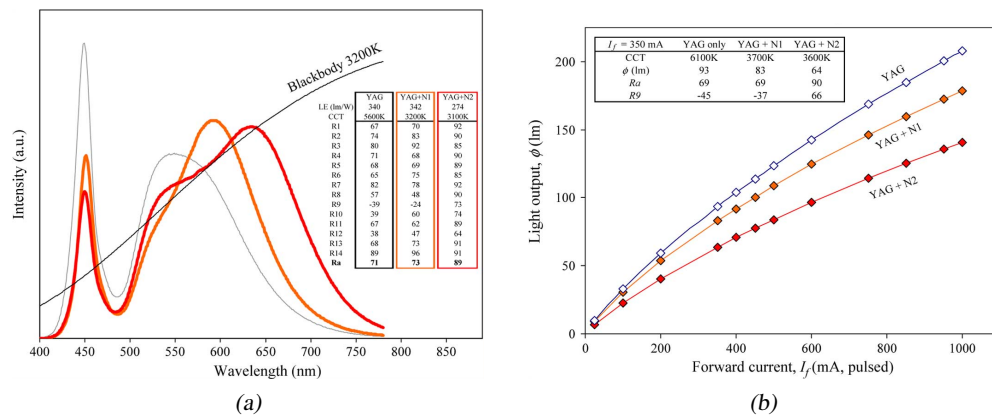 (a)
Intensity (a.u.)
Blackbody 3200K
YAG YAG+N1 YAG+N2
LE (lm/W) 340 342 274
CCT 5600K 3200K 3100K
R1 67 70 92
R2 74 83 90
R3 80 92 85
R4 71 68 90
R5 68 69 89
R6 65 75 85
R7 82 78 92
R8 57 48 90
R9 -39 -24 73
R10 39 60 74
R11 67 62 89
R12 38 47 64
R13 68 73 91
R14 89 96 91
Ra 71 73 89
400 450 500 550 600 650 700 750 800 850
Wavelength (nm)
(a)
Light output, ϕ (lm)
200
150
100
50
0
I_f = 350 mA YAG only YAG + N1 YAG + N2
CCT 6100K 3700K 3600K
ϕ (lm) 93 83 64
Ra 69 69 90
R9 -45 -37 66
YAG
YAG + N1
YAG + N2
0 200 400 600 800 1000
Forward current, I_f (mA, pulsed)
(b)